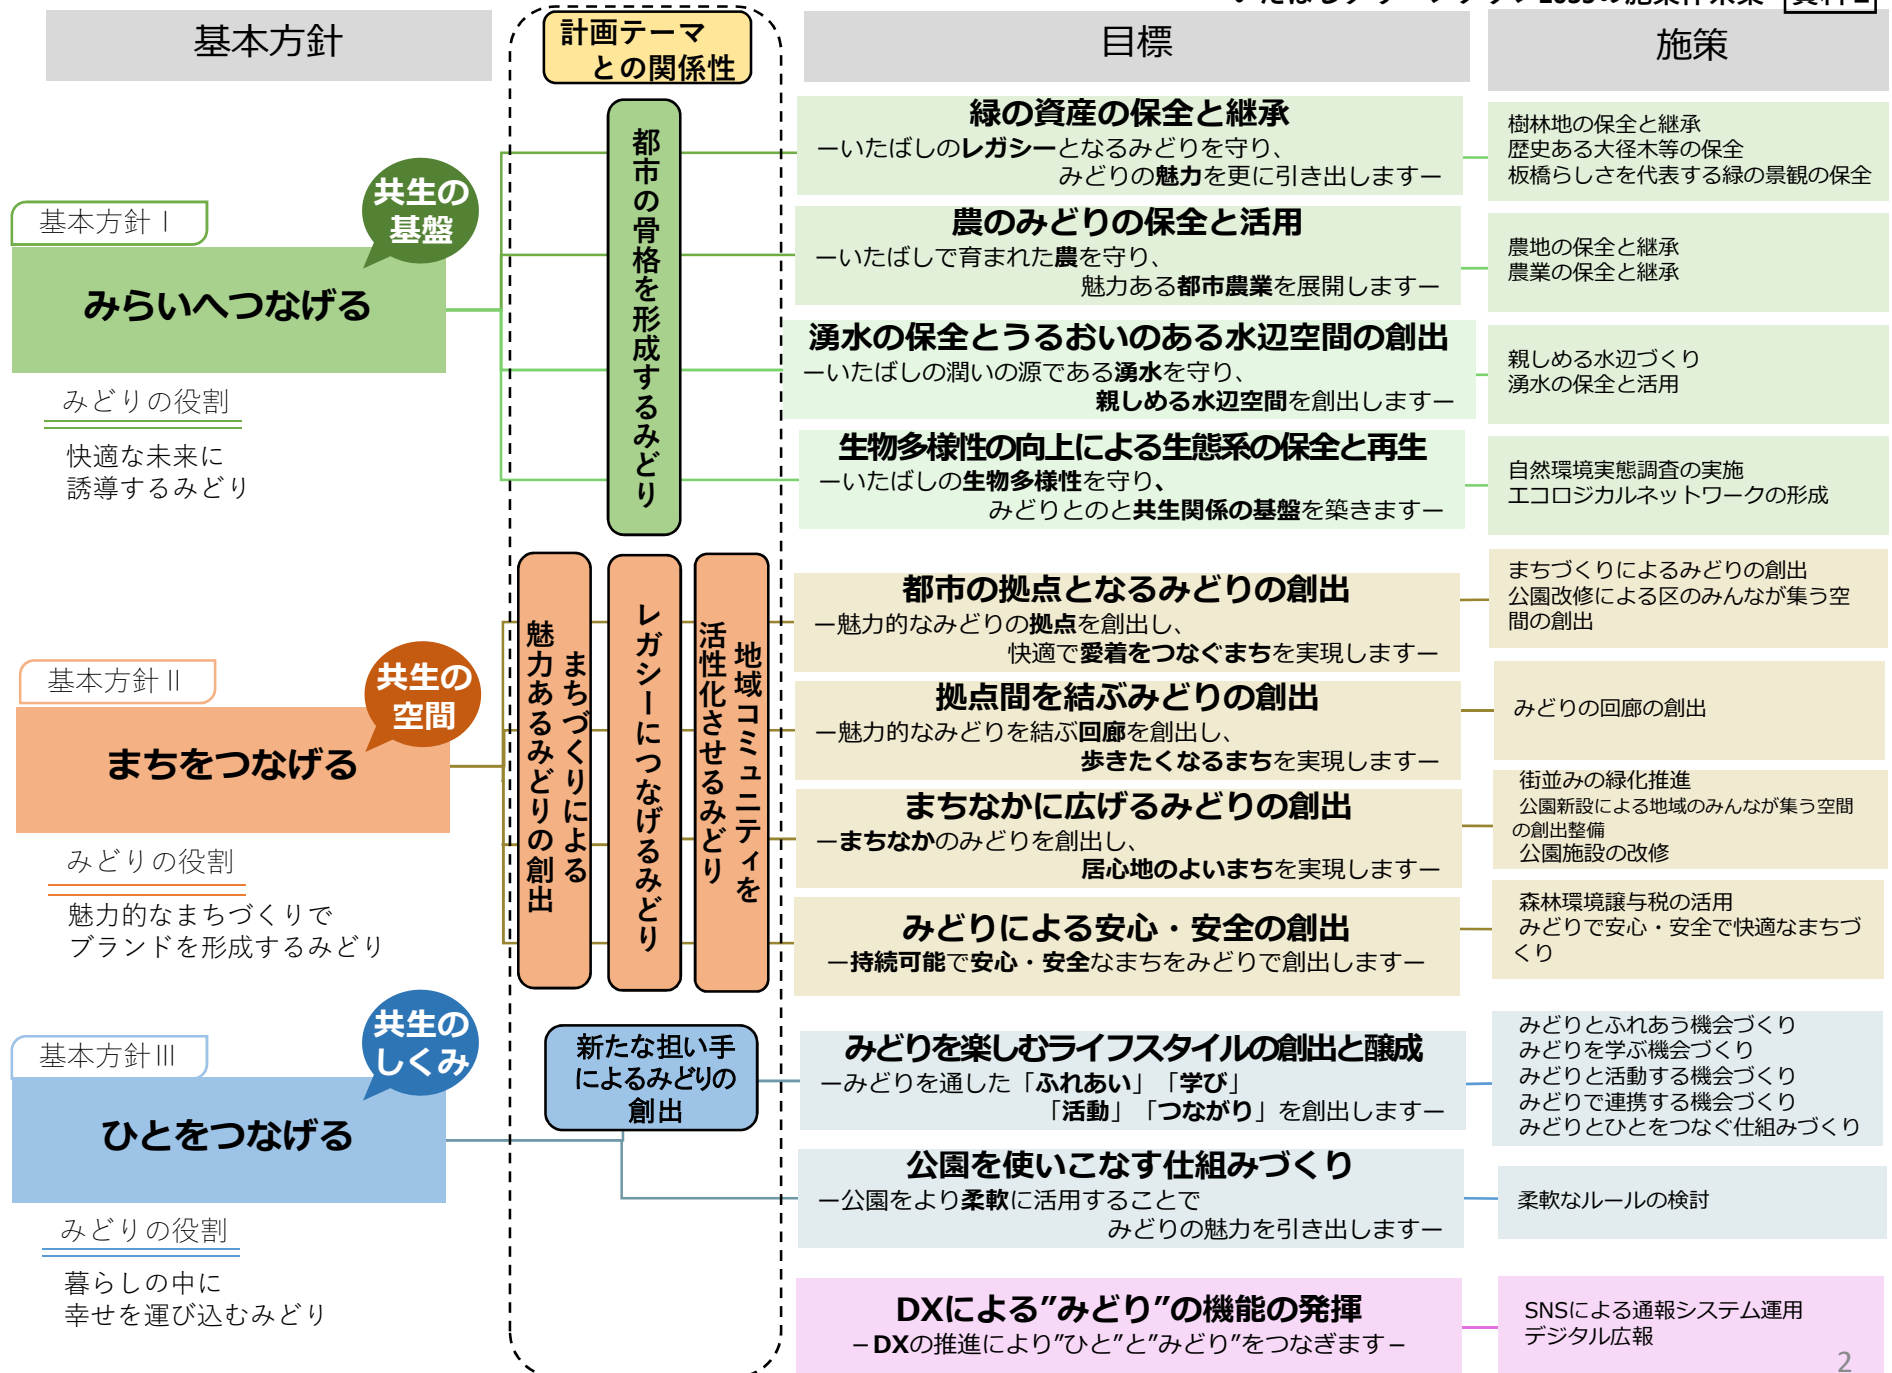 基本方針
計画テーマ
との関係性
目標
施策
基本方針Ⅰ
共生の
基盤
みらいへつなげる
みどりの役割
快適な未来に
誘導するみどり
都市の骨格を形成するみどり
緑の資産の保全と継承
－いたばしのレガシーとなるみどりを守り、
みどりの魅力を更に引き出します－
樹林地の保全と継承
歴史ある大径木等の保全
板橋らしさを代表する緑の景観の保全
農のみどりの保全と活用
－いたばしで育まれた農を守り、
魅力ある都市農業を展開します－
農地の保全と継承
農業の保全と継承
湧水の保全とうるおいのある水辺空間の創出
－いたばしの潤いの源である湧水を守り、
親しめる水辺空間を創出します－
親しめる水辺づくり
湧水の保全と活用
生物多様性の向上による生態系の保全と再生
－いたばしの生物多様性を守り、
みどりとのと共生関係の基盤を築きます－
自然環境実態調査の実施
エコロジカルネットワークの形成
基本方針Ⅱ
共生の
空間
まちをつなげる
みどりの役割
魅力的なまちづくりで
ブランドを形成するみどり
まちづくりによる
魅力あるみどりの創出
レガシーにつなげるみどり
地域コミュニティを
活性化させるみどり
都市の拠点となるみどりの創出
－魅力的なみどりの拠点を創出し、
快適で愛着をつなぐまちを実現します－
まちづくりによるみどりの創出
公園改修による区のみんなが集う空
間の創出
拠点間を結ぶみどりの創出
－魅力的なみどりを結ぶ回廊を創出し、
歩きたくなるまちを実現します－
みどりの回廊の創出
まちなかに広げるみどりの創出
－まちなかのみどりを創出し、
居心地のよいまちを実現します－
街並みの緑化推進
公園新設による地域のみんなが集う空間
の創出整備
公園施設の改修
みどりによる安心・安全の創出
－持続可能で安心・安全なまちをみどりで創出します－
森林環境譲与税の活用
みどりで安心・安全で快適なまちづ
くり
基本方針Ⅲ
共生の
しくみ
ひとをつなげる
みどりの役割
暮らしの中に
幸せを運び込むみどり
新たな担い手
によるみどりの
創出
みどりを楽しむライフスタイルの創出と醸成
－みどりを通した「ふれあい」「学び」
「活動」「つながり」を創出します－
みどりとふれあう機会づくり
みどりを学ぶ機会づくり
みどりと活動する機会づくり
みどりで連携する機会づくり
みどりとひとをつなぐ仕組みづくり
公園を使いこなす仕組みづくり
－公園をより柔軟に活用することで
みどりの魅力を引き出します－
柔軟なルールの検討
DXによる”みどり”の機能の発揮
－DXの推進により”ひと”と”みどり”をつなぎます－
SNSによる通報システム運用
デジタル広報
2